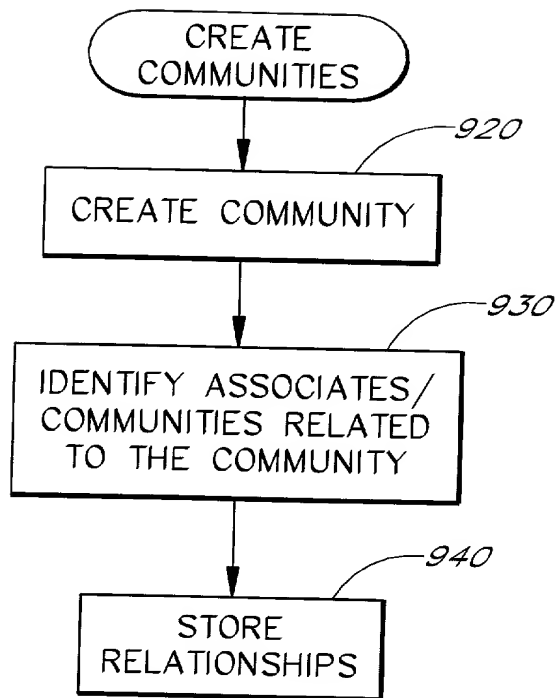 CREATE
COMMUNITIES
920
CREATE COMMUNITY
930
IDENTIFY ASSOCIATES/
COMMUNITIES RELATED
TO THE COMMUNITY
940
STORE
RELATIONSHIPS